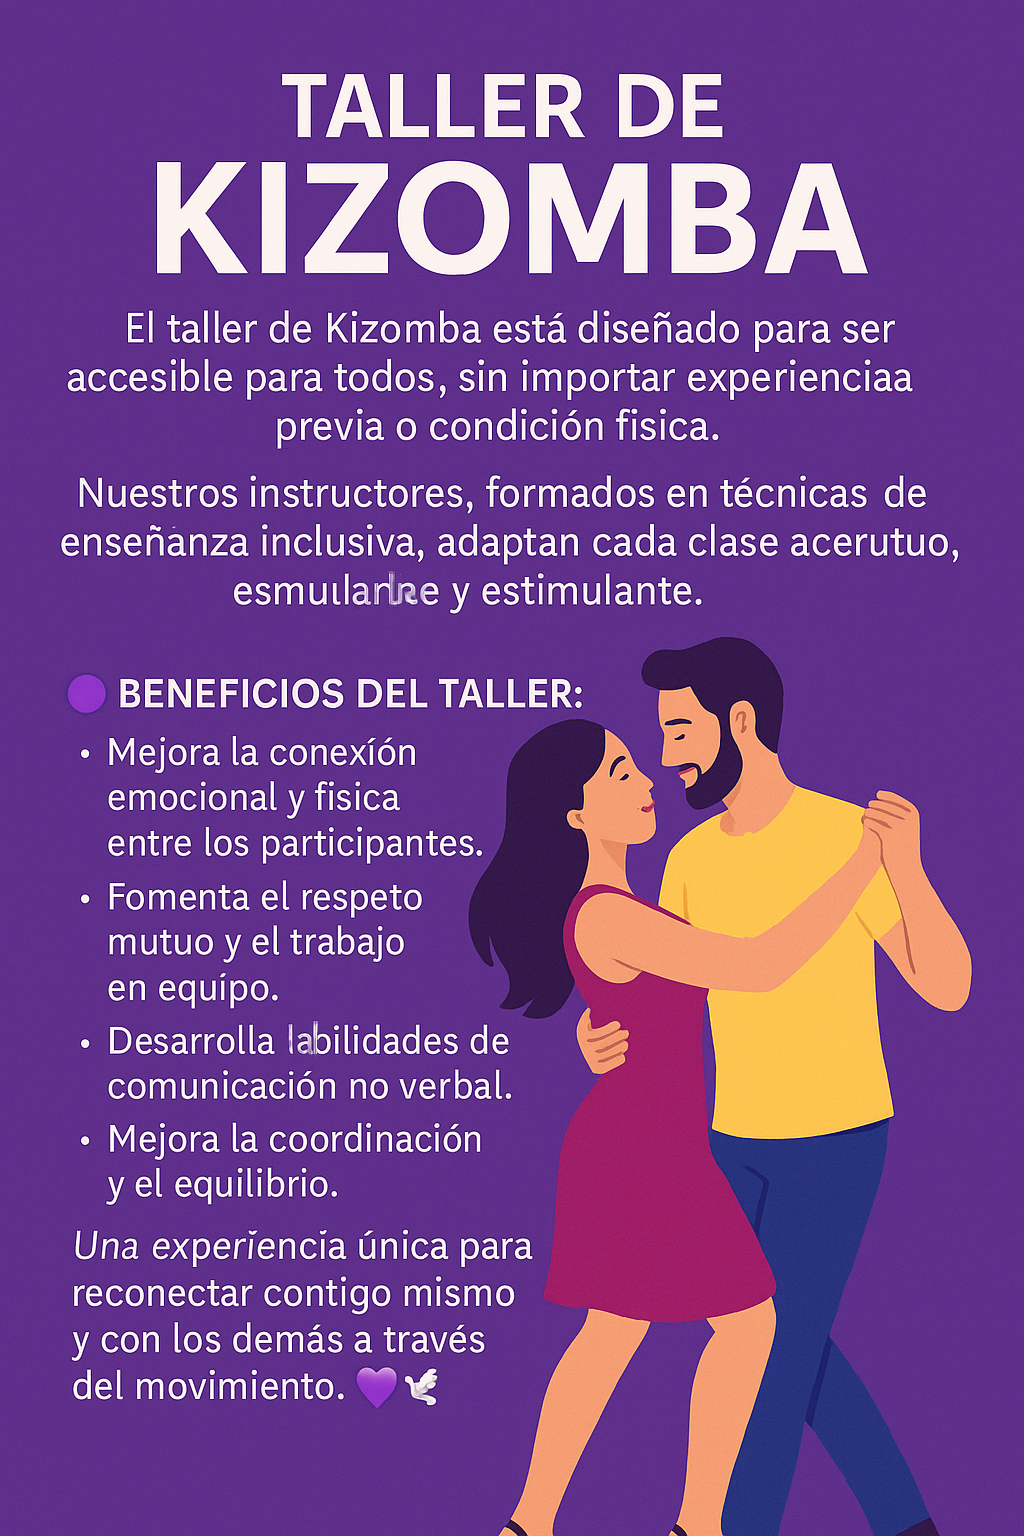 TALLER DE
KIZOMBA
El taller de Kizomba está diseñado para ser
accesible para todos, sin importar experienciaa
previa o condición fisica.
Nuestros instructores, formados en técnicas de
enseñanza inclusiva, adaptan cada clase acerutuo,
y estimulante.
BENEFICIOS DEL TALLER:
• Mejora la conexíón
emocional y fisica
entre los participantes.
• Fomenta el respeto
mutuo y el trabajo
en equípo.
• Desarrolla labilidades de
comunicación no verbal.
• Mejora la coordinación
y el equilibrio.
Una experiencia única para
reconectar contigo mismo
y con los demás a través
del movimiento. 💜🕊️